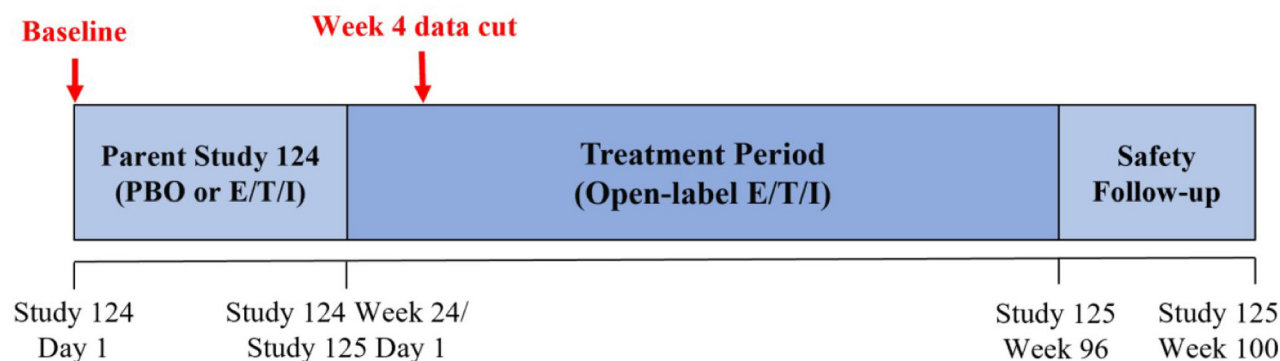 Baseline
Week 4 data cut
Parent Study 124
(PBO or E/T/I)
Treatment Period
(Open-label E/T/I)
Safety
Follow-up
Study 124
Day 1
Study 124 Week 24/
Study 125 Day 1
Study 125
Week 96
Study 125
Week 100